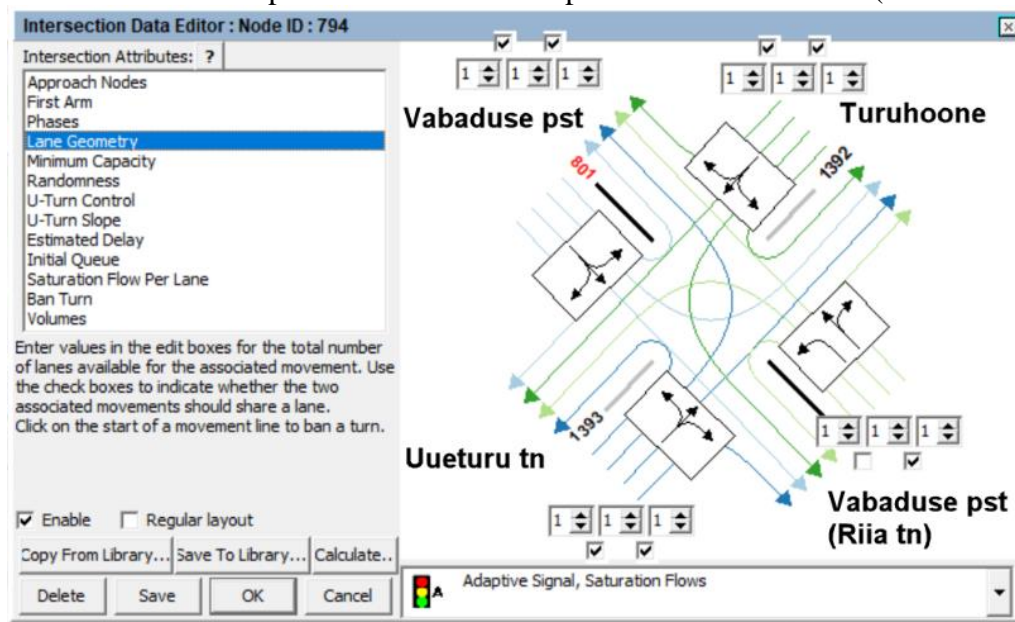 Intersection Data Editor : Node ID : 794
Intersection Attributes: ?
Approach Nodes
First Arm
Phases
Lane Geometry
Minimum Capacity
Randomness
U-Turn Control
U-Turn Slope
Estimated Delay
Initial Queue
Saturation Flow Per Lane
Ban Turn
Volumes
Enter values in the edit boxes for the total number
of lanes available for the associated movement. Use
the check boxes to indicate whether the two
associated movements should share a lane.
Click on the start of a movement line to ban a turn.
Enable Regular layout
Copy From Library... Save To Library... Calculate..
Delete Save OK Cancel
1 1 1
1 1 1
Vabaduse pst
Turuhoone
801
1392
1393
1 1 1
Uueturu tn
Vabaduse pst
(Riia tn)
1 1 1
A Adaptive Signal, Saturation Flows